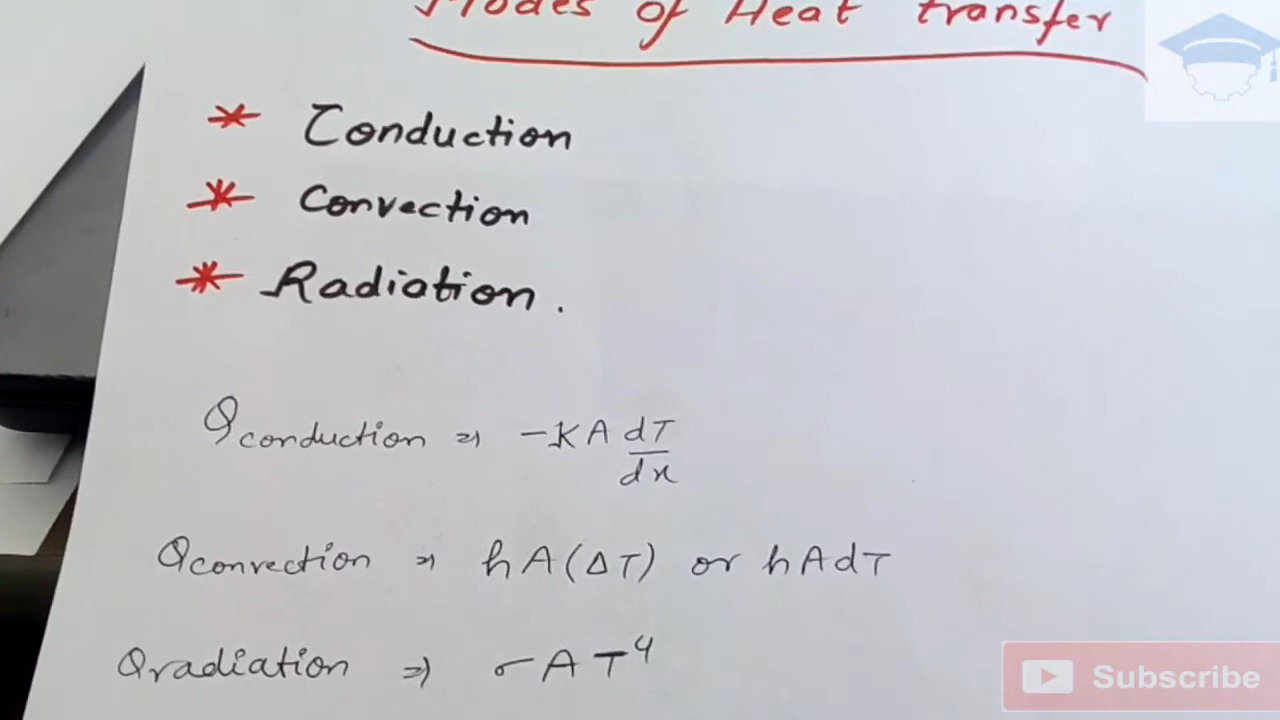 Modes of Heat transfer
* Conduction
* Convection
* Radiation.
Qconduction ⇒ -KA dT/dx
Qconvection ⇒ hA(ΔT) or hAdT
Qradiation ⇒ σAT⁴
Subscribe